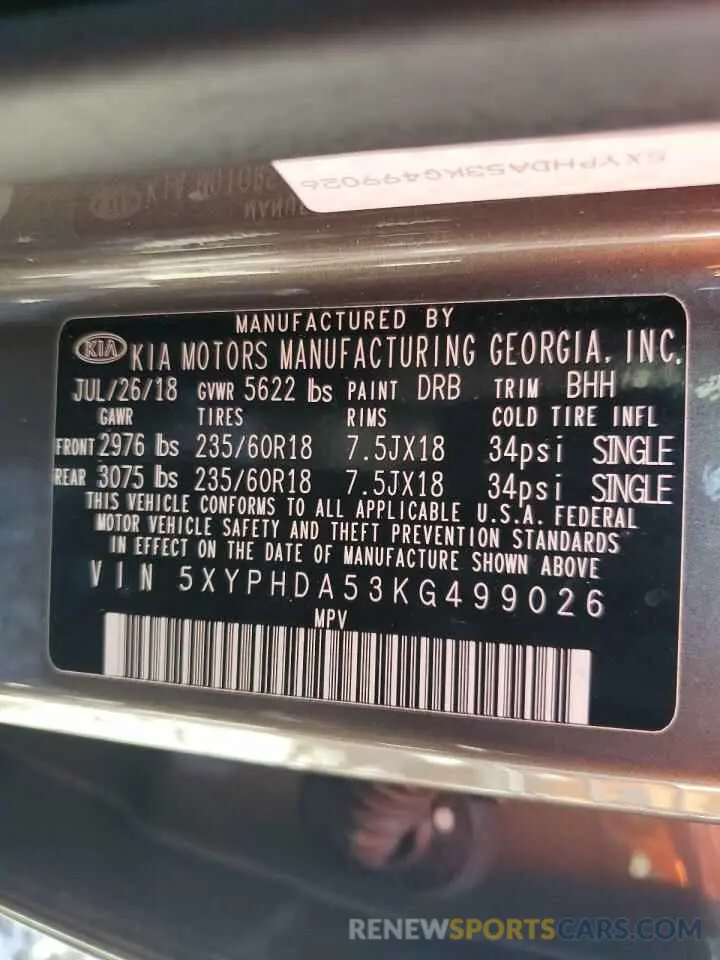 5XYPHDA53KG499026
KIA MOTORS
MANUF
MANUFACTURED BY
KIA KIA MOTORS MANUFACTURING GEORGIA, INC.
JUL/26/18 GVWR 5622 lbs PAINT DRB TRIM BHH
GAWR TIRES RIMS COLD TIRE INFL
FRONT 2976 lbs 235/60R18 7.5JX18 34psi SINGLE
REAR 3075 lbs 235/60R18 7.5JX18 34psi SINGLE
THIS VEHICLE CONFORMS TO ALL APPLICABLE U.S.A. FEDERAL
MOTOR VEHICLE SAFETY AND THEFT PREVENTION STANDARDS
IN EFFECT ON THE DATE OF MANUFACTURE SHOWN ABOVE
VIN 5XYPHDA53KG499026
MPV
RENEWSPORTSCARS.COM